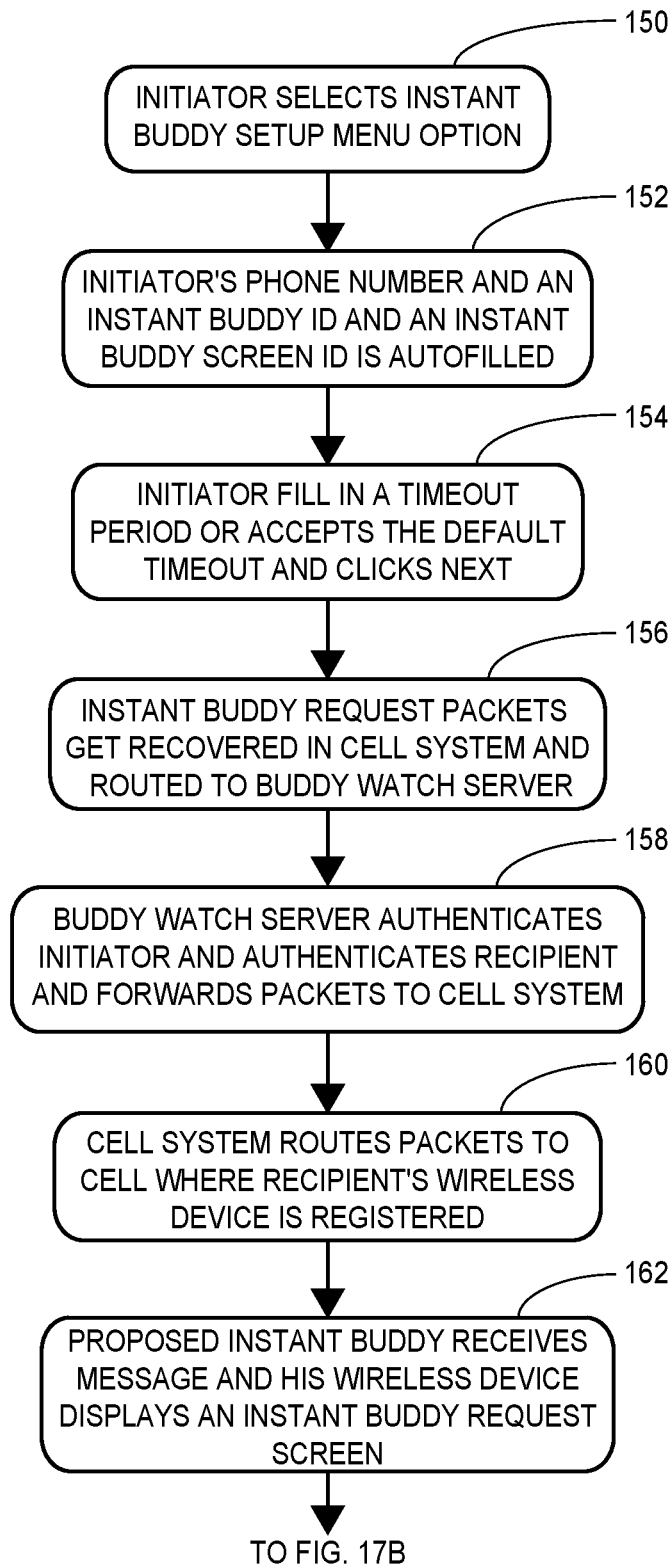 150
INITIATOR SELECTS INSTANT
BUDDY SETUP MENU OPTION
152
INITIATOR'S PHONE NUMBER AND AN
INSTANT BUDDY ID AND AN INSTANT
BUDDY SCREEN ID IS AUTOFILLED
154
INITIATOR FILL IN A TIMEOUT
PERIOD OR ACCEPTS THE DEFAULT
TIMEOUT AND CLICKS NEXT
156
INSTANT BUDDY REQUEST PACKETS
GET RECOVERED IN CELL SYSTEM AND
ROUTED TO BUDDY WATCH SERVER
158
BUDDY WATCH SERVER AUTHENTICATES
INITIATOR AND AUTHENTICATES RECIPIENT
AND FORWARDS PACKETS TO CELL SYSTEM
160
CELL SYSTEM ROUTES PACKETS TO
CELL WHERE RECIPIENT'S WIRELESS
DEVICE IS REGISTERED
162
PROPOSED INSTANT BUDDY RECEIVES
MESSAGE AND HIS WIRELESS DEVICE
DISPLAYS AN INSTANT BUDDY REQUEST
SCREEN
TO FIG. 17B